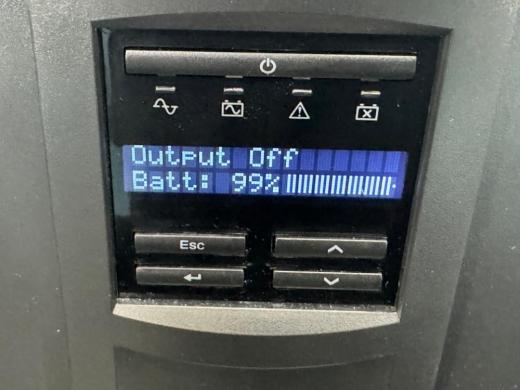 Output Off
Batt: 99%
Esc